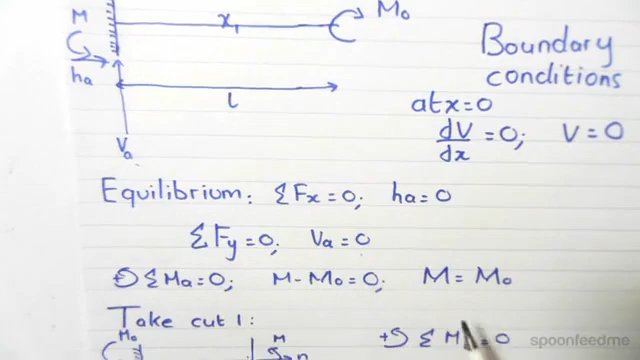 M x₁ M₀
ha
l
Va
Boundary
conditions
at x=0
dV/dx = 0; V = 0
Equilibrium: ΣFx = 0; ha = 0
ΣFy = 0; Va = 0
+↺ ΣMa = 0; M - M₀ = 0; M = M₀
Take cut 1:
M₀ M n
+↺ Σ M = 0
spoonfeedme